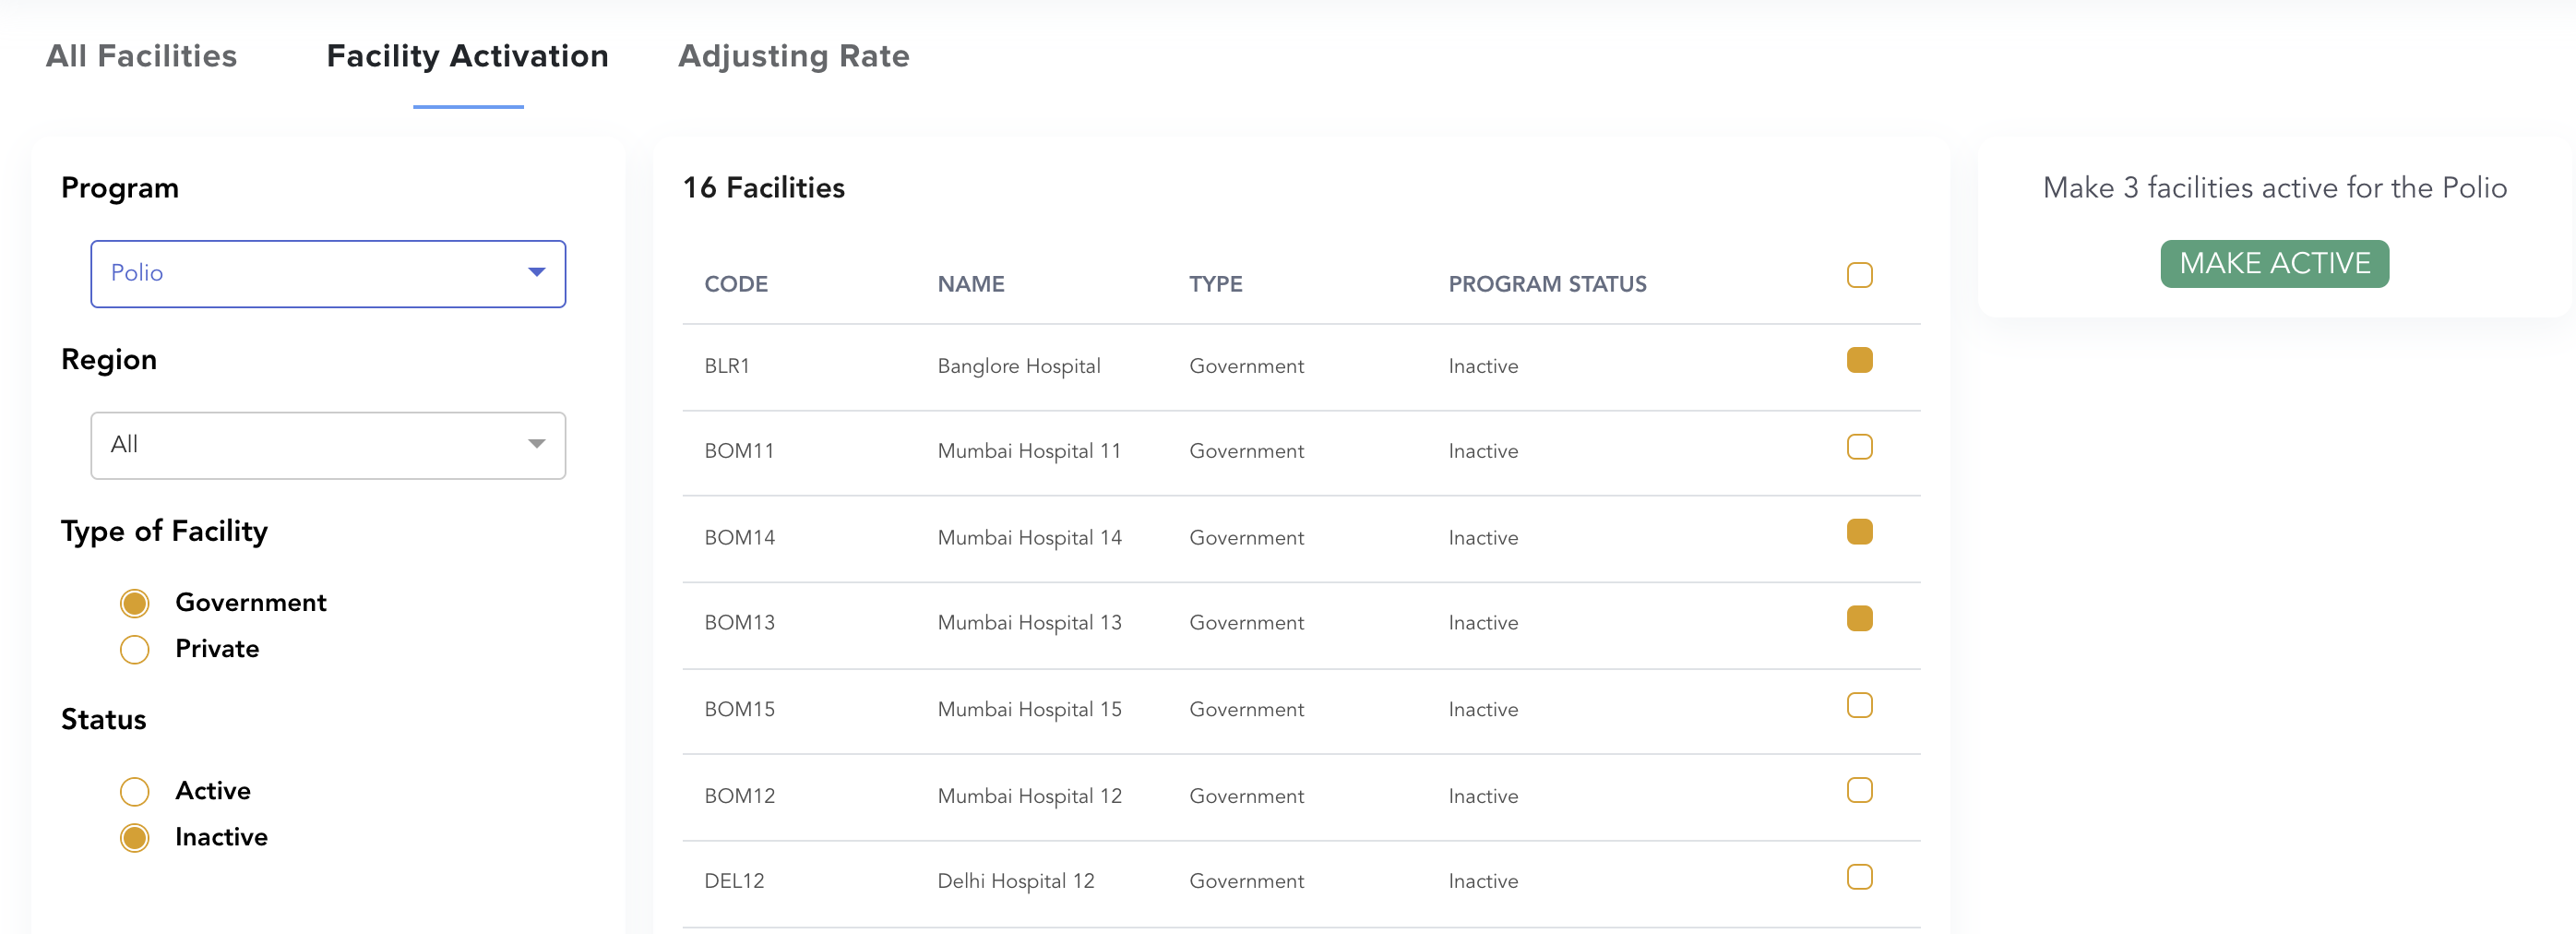 All Facilities Facility Activation Adjusting Rate
Program
Polio
Region
All
Type of Facility
Government
Private
Status
Active
Inactive
16 Facilities
CODE NAME TYPE PROGRAM STATUS
BLR1 Banglore Hospital Government Inactive
BOM11 Mumbai Hospital 11 Government Inactive
BOM14 Mumbai Hospital 14 Government Inactive
BOM13 Mumbai Hospital 13 Government Inactive
BOM15 Mumbai Hospital 15 Government Inactive
BOM12 Mumbai Hospital 12 Government Inactive
DEL12 Delhi Hospital 12 Government Inactive
Make 3 facilities active for the Polio
MAKE ACTIVE